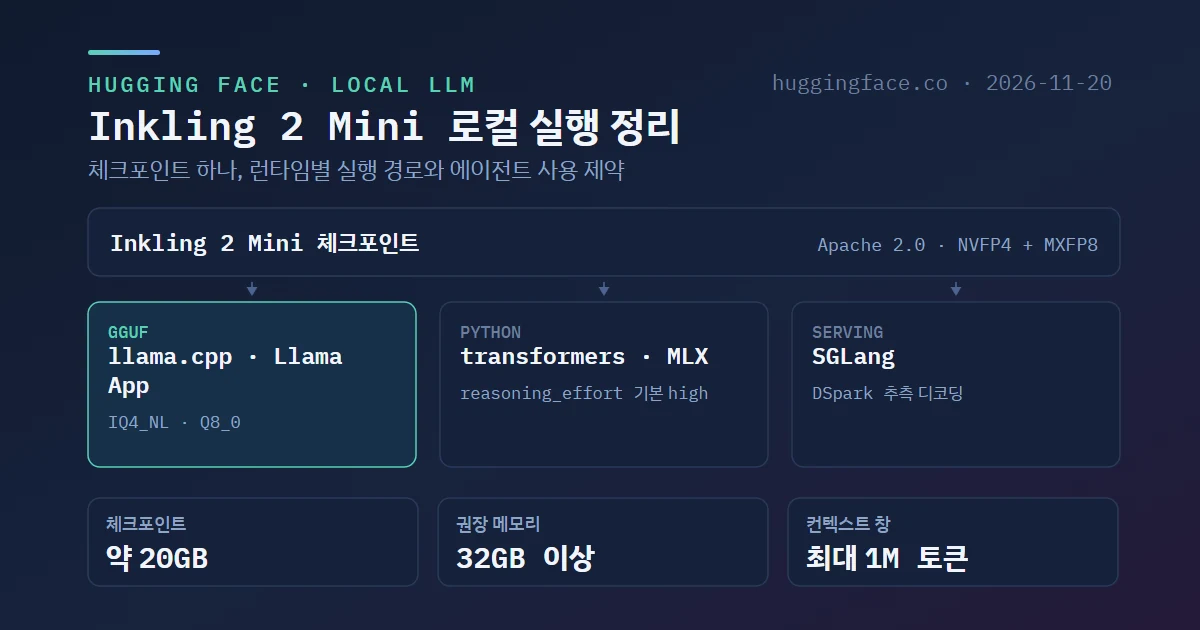 HUGGING FACE · LOCAL LLM
huggingface.co · 2026-11-20
Inkling 2 Mini 로컬 실행 정리
체크포인트 하나, 런타임별 실행 경로와 에이전트 사용 제약
Inkling 2 Mini 체크포인트
Apache 2.0 · NVFP4 + MXFP8
GGUF
llama.cpp · Llama
App
IQ4_NL · Q8_0
PYTHON
transformers · MLX
reasoning_effort 기본 high
SERVING
SGLang
DSpark 추측 디코딩
체크포인트
약 20GB
권장 메모리
32GB 이상
컨텍스트 창
최대 1M 토큰